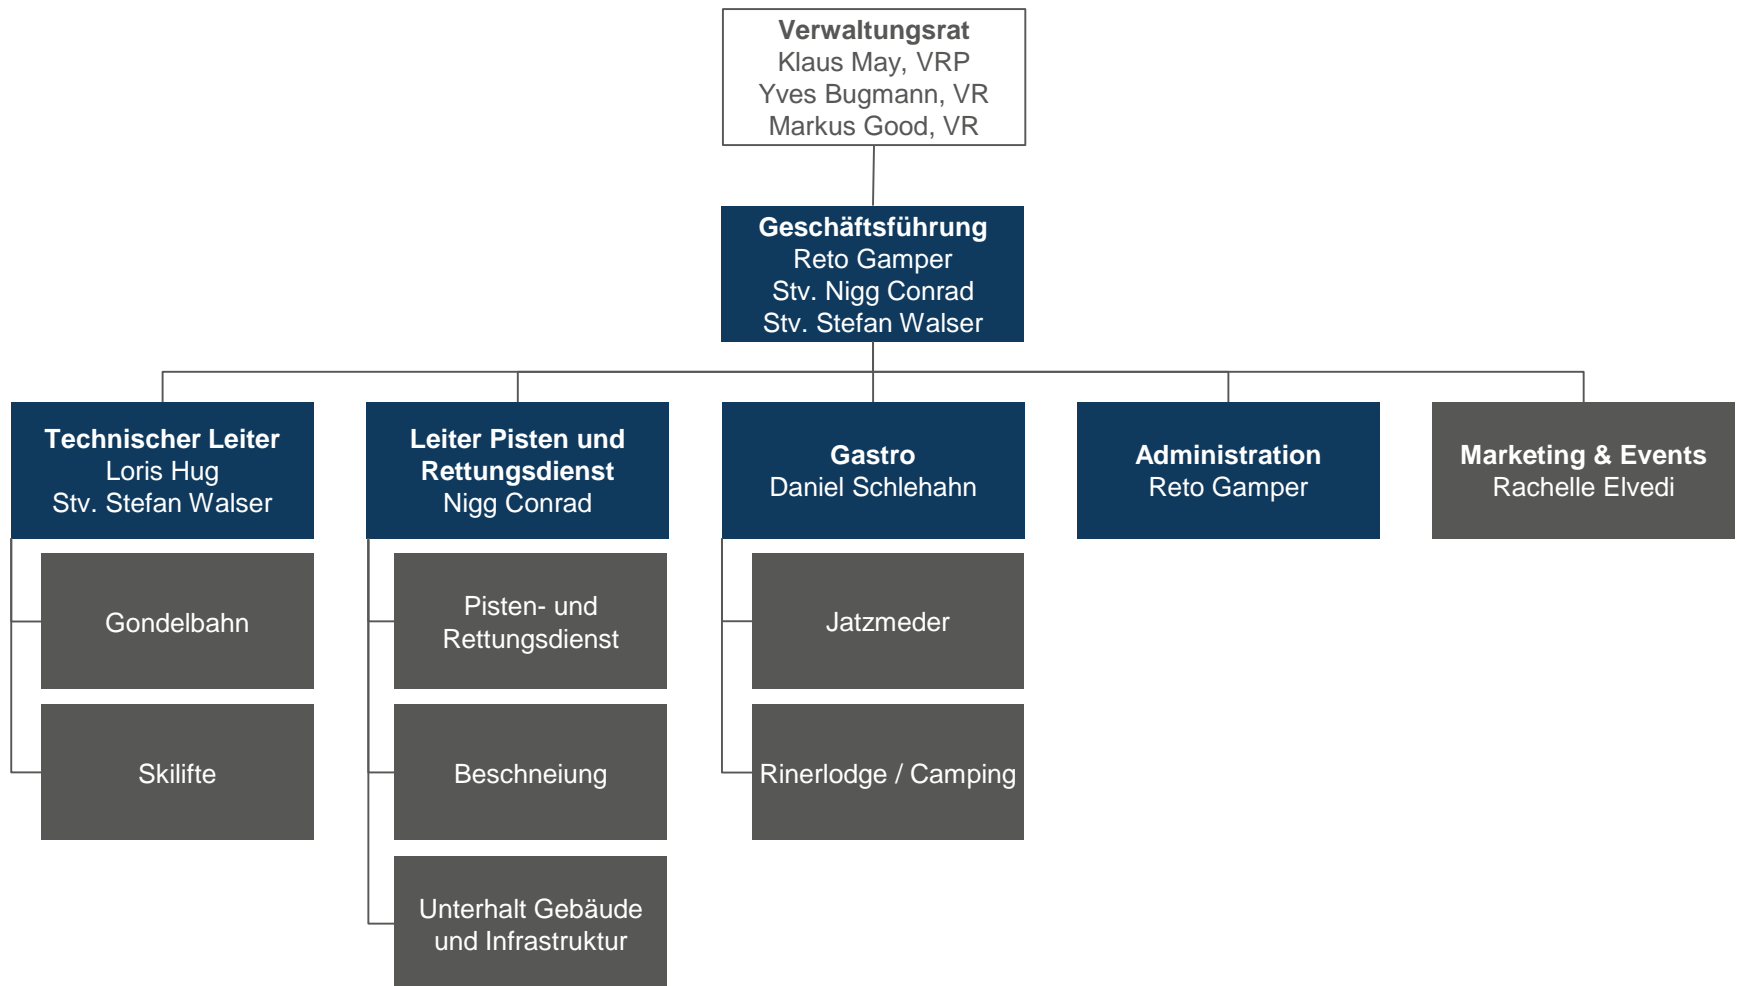 Verwaltungsrat
Klaus May, VRP
Yves Bugmann, VR
Markus Good, VR
Geschäftsführung
Reto Gamper
Stv. Nigg Conrad
Stv. Stefan Walser
Technischer Leiter
Loris Hug
Stv. Stefan Walser
Leiter Pisten und
Rettungsdienst
Nigg Conrad
Gastro
Daniel Schlehahn
Administration
Reto Gamper
Marketing & Events
Rachelle Elvedi
Gondelbahn
Skilifte
Pisten- und
Rettungsdienst
Beschneiung
Unterhalt Gebäude
und Infrastruktur
Jatzmeder
Rinerlodge / Camping